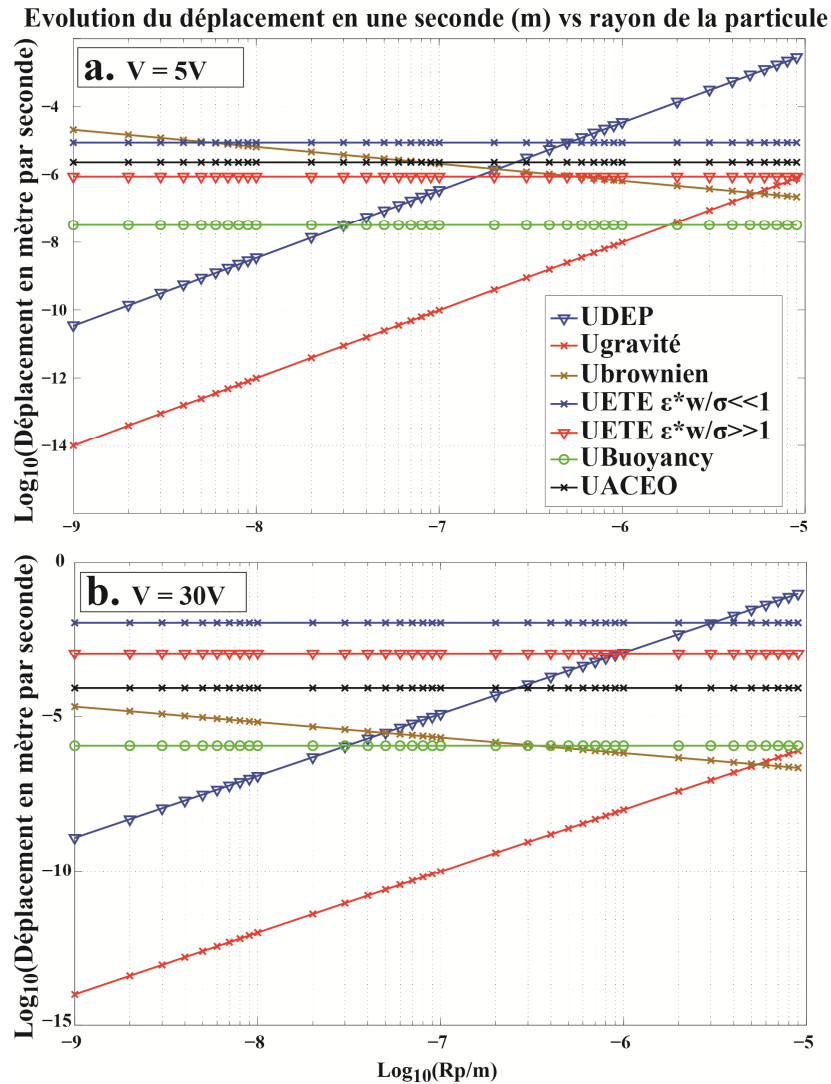 Evolution du déplacement en une seconde (m) vs rayon de la particule
a. V = 5V
Log10(Déplacement en mètre par seconde)
−4
−6
−8
−10
−12
−14
UDEP
Ugravité
Ubrownien
UETE ε*w/σ<<1
UETE ε*w/σ>>1
UBuoyancy
UACEO
−9
−8
−7
−6
−5
b. V = 30V
Log10(Déplacement en mètre par seconde)
0
−5
−10
−15
−9
−8
−7
−6
−5
Log10(Rp/m)